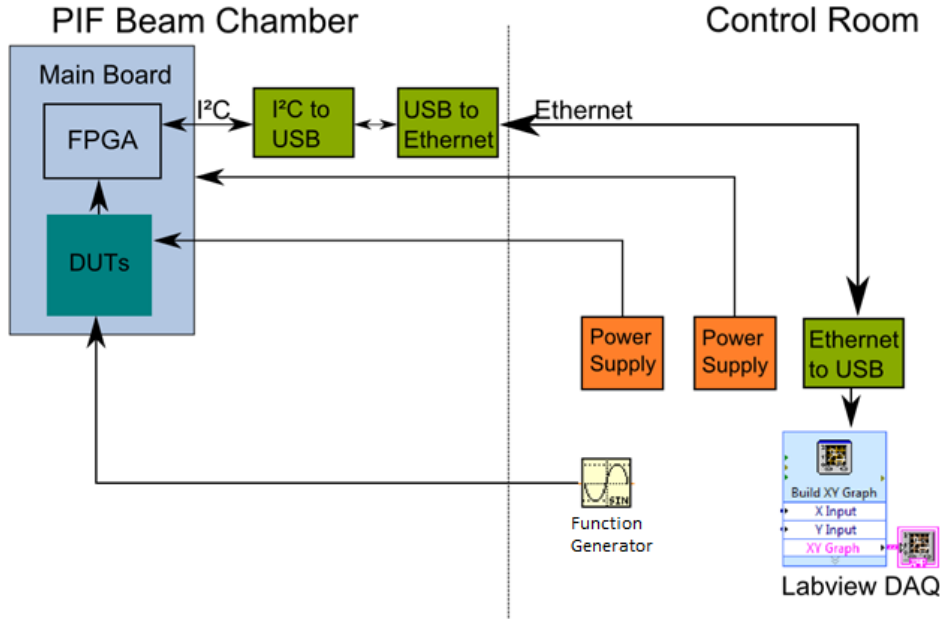 PIF Beam Chamber
Control Room
Main Board
FPGA
I²C
I²C to
USB
USB to
Ethernet
Ethernet
DUTs
Power
Supply
Power
Supply
Ethernet
to USB
SIN
Function
Generator
Build XY Graph
X Input
Y Input
XY Graph
Labview DAQ